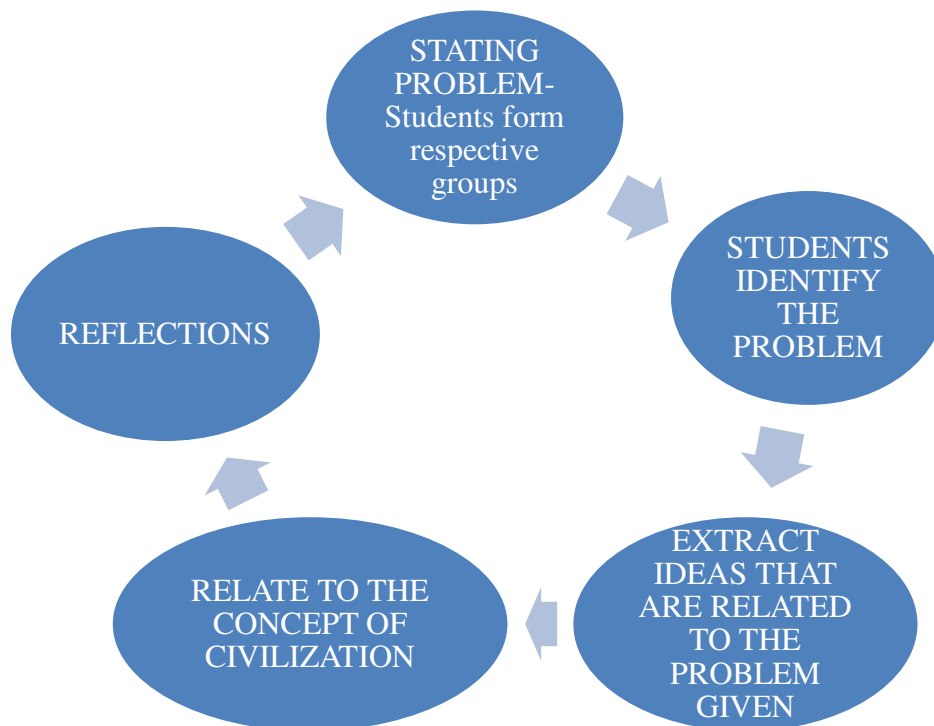 STATING
PROBLEM-
Students form
respective
groups
STUDENTS
IDENTIFY
THE
PROBLEM
EXTRACT
IDEAS THAT
ARE RELATED
TO THE
PROBLEM
GIVEN
RELATE TO THE
CONCEPT OF
CIVILIZATION
REFLECTIONS